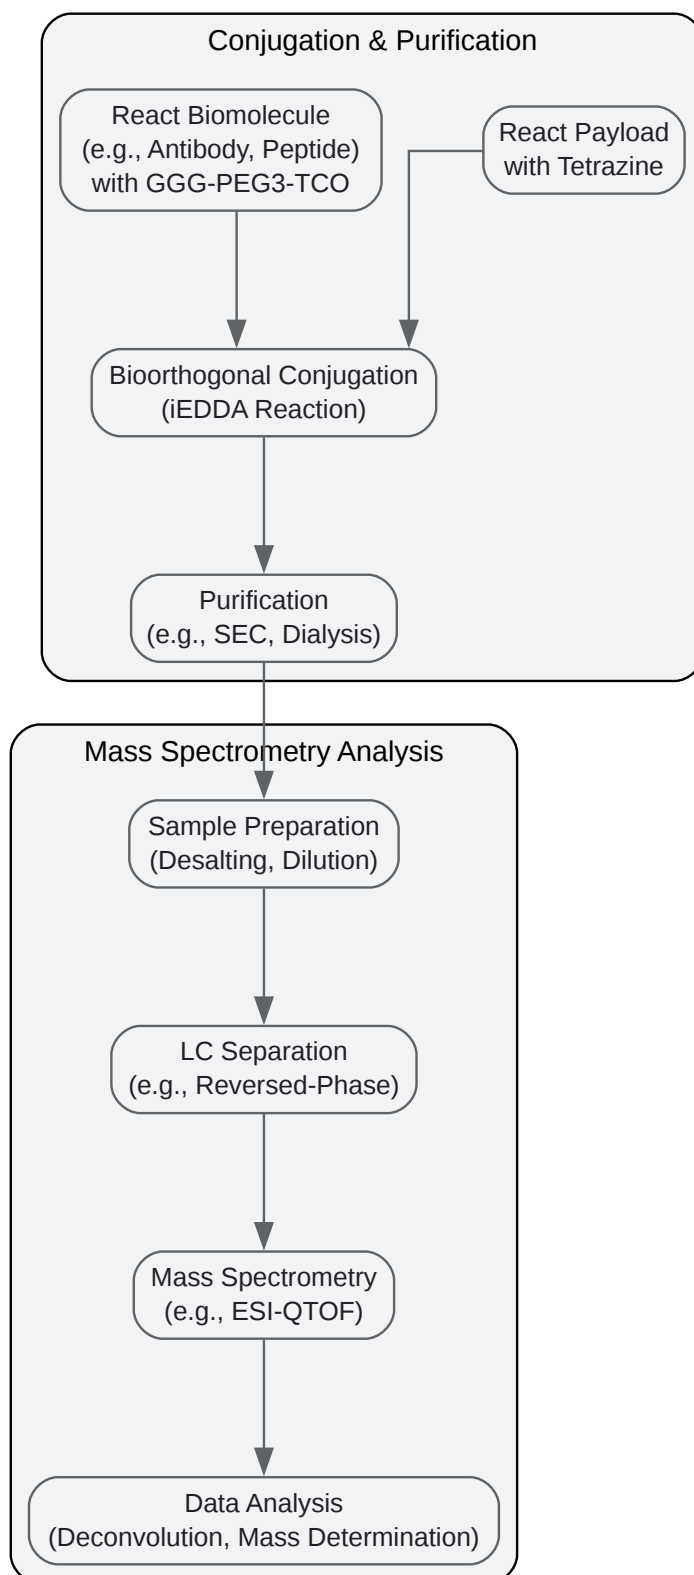 Conjugation & Purification
React Biomolecule
(e.g., Antibody, Peptide)
with GGG-PEG3-TCO
React Payload
with Tetrazine
Bioorthogonal Conjugation
(iEDDA Reaction)
Purification
(e.g., SEC, Dialysis)
Mass Spectrometry Analysis
Sample Preparation
(Desalting, Dilution)
LC Separation
(e.g., Reversed-Phase)
Mass Spectrometry
(e.g., ESI-QTOF)
Data Analysis
(Deconvolution, Mass Determination)